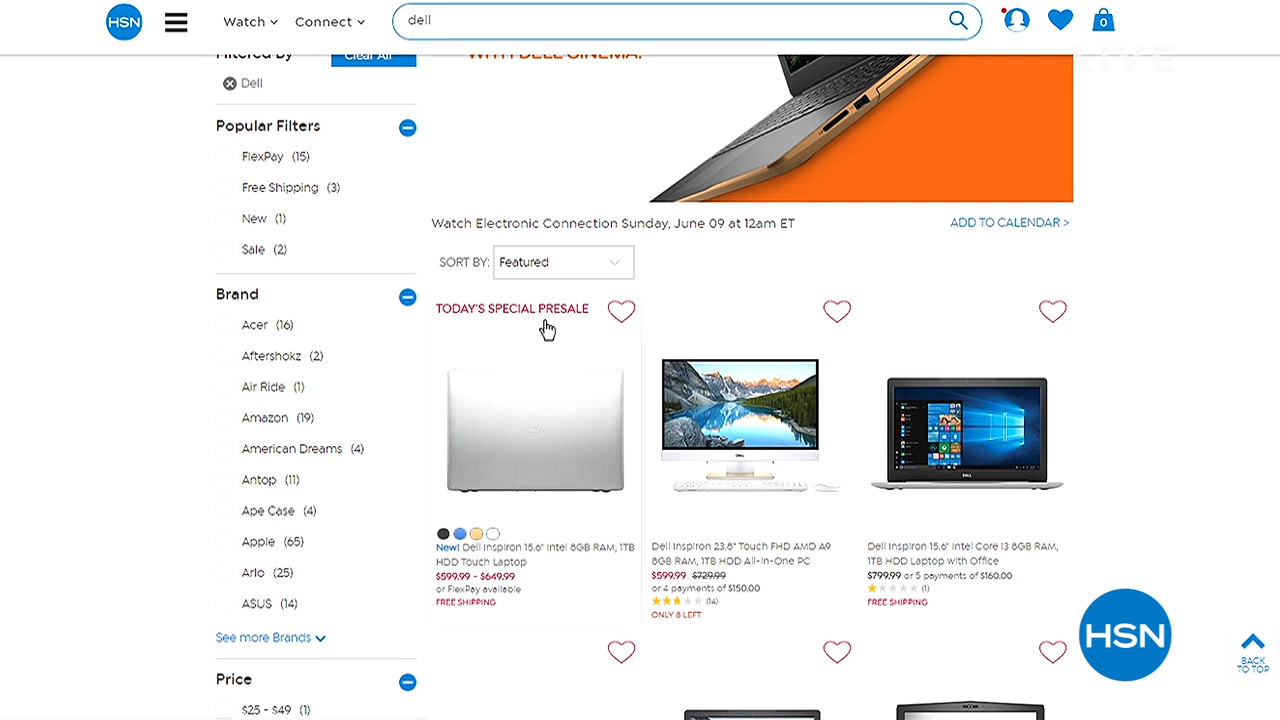 HSN
Watch
Connect
dell
0
LIVE
Filtered By
Clear All
WITH DELL CINEMA.
Dell
Popular Filters
FlexPay (15)
Free Shipping (3)
New (1)
Sale (2)
Watch Electronic Connection Sunday, June 09 at 12am ET
ADD TO CALENDAR >
SORT BY: Featured
Brand
Acer (16)
Aftershokz (2)
Air Ride (1)
Amazon (19)
American Dreams (4)
Antop (11)
Ape Case (4)
Apple (65)
Arlo (25)
ASUS (14)
See more Brands
Price
$25 - $49 (1)
TODAY'S SPECIAL PRESALE
New! Dell Inspiron 15.6" Intel 8GB RAM, 1TB
HDD Touch Laptop
$599.99 - $649.99
or FlexPay available
FREE SHIPPING
Dell Inspiron 23.8" Touch FHD AMD A9
8GB RAM, 1TB HDD All-in-One PC
$599.99 $729.99
or 4 payments of $150.00
(14)
ONLY 8 LEFT
Dell Inspiron 15.6" Intel Core i3 8GB RAM,
1TB HDD Laptop with Office
$799.99 or 5 payments of $160.00
(1)
FREE SHIPPING
HSN
BACK
TO TOP